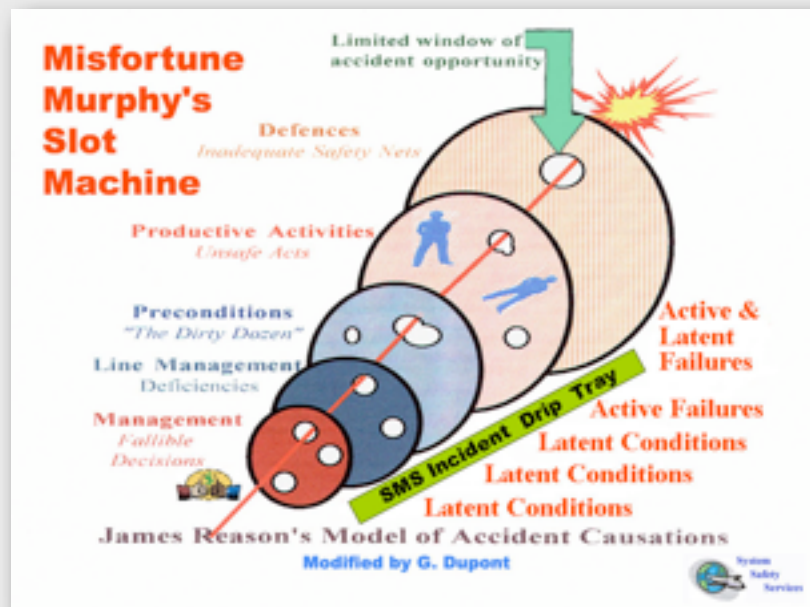 Misfortune
Murphy's
Slot
Machine
Limited window of
accident opportunity
Defences
Inadequate Safety Nets
Productive Activities
Unsafe Acts
Preconditions
"The Dirty Dozen"
Line Management
Deficiencies
Management
Fallible
Decisions
Active &
Latent
Failures
Active Failures
Latent Conditions
Latent Conditions
Latent Conditions
SMS Incident Drip Tray
James Reason's Model of Accident Causations
Modified by G. Dupont
System
Safety
Services